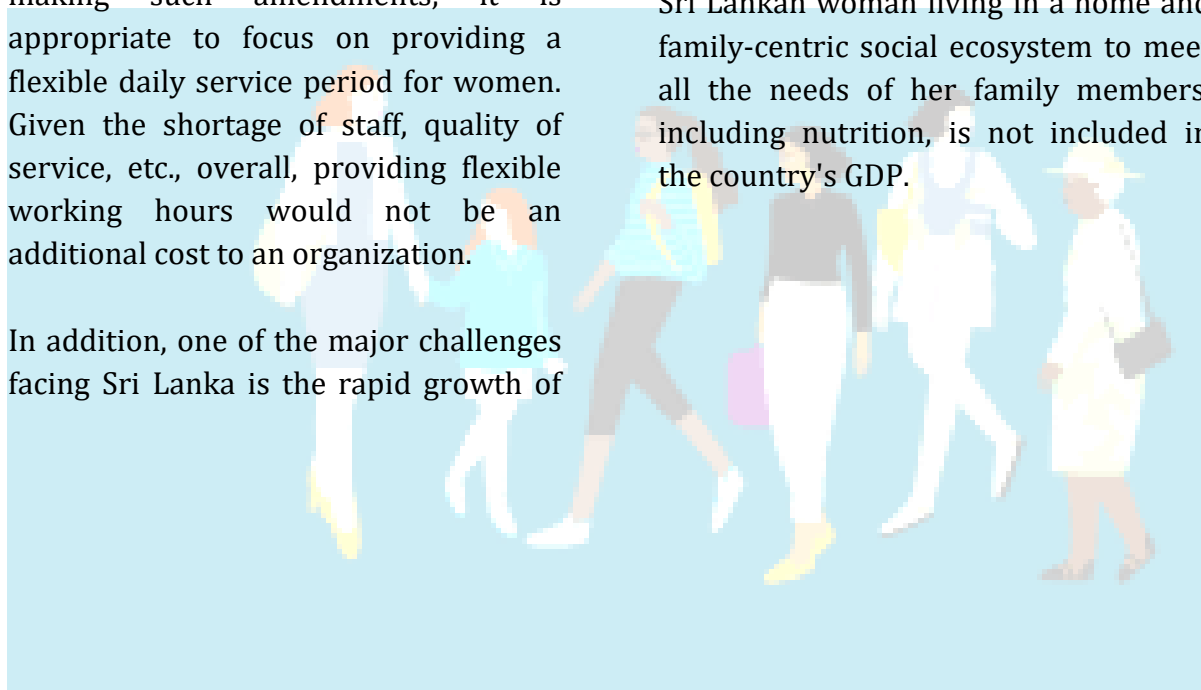 making such amendments, it is
appropriate to focus on providing a
flexible daily service period for women.
Given the shortage of staff, quality of
service, etc., overall, providing flexible
working hours would not be an
additional cost to an organization.
In addition, one of the major challenges
facing Sri Lanka is the rapid growth of
Sri Lankan woman living in a home and
family-centric social ecosystem to meet
all the needs of her family members
including nutrition, is not included in
the country's GDP.